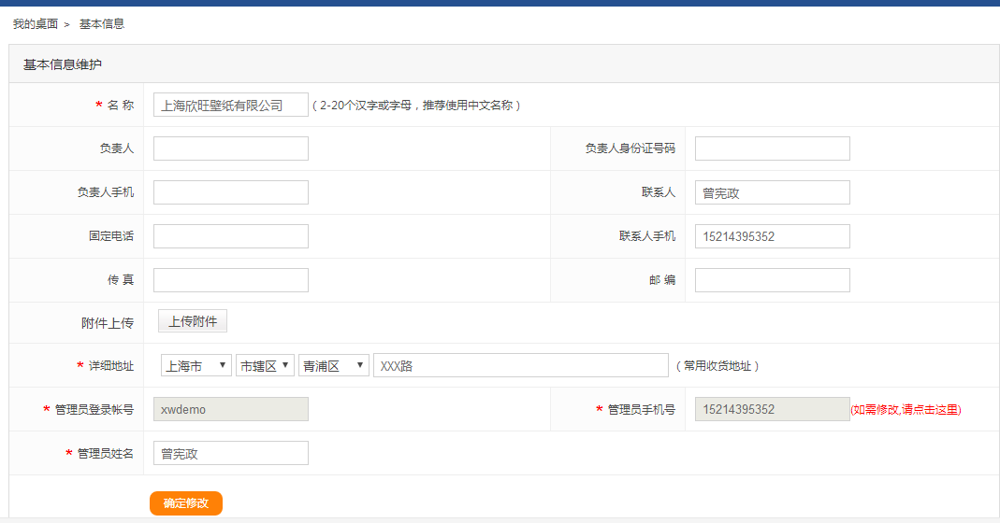 我的桌面 > 基本信息
基本信息维护
* 名 称 上海欣旺壁纸有限公司 ( 2-20个汉字或字母，推荐使用中文名称 )
负责人 负责人身份证号码
负责人手机 联系人 曾宪政
固定电话 联系人手机 15214395352
传 真 邮 编
附件上传 上传附件
* 详细地址 上海市 ▼ 市辖区 ▼ 青浦区 ▼ XXX路 ( 常用收货地址 )
* 管理员登录帐号 xwdemo * 管理员手机号 15214395352 (如需修改,请点击这里)
* 管理员姓名 曾宪政
确定修改